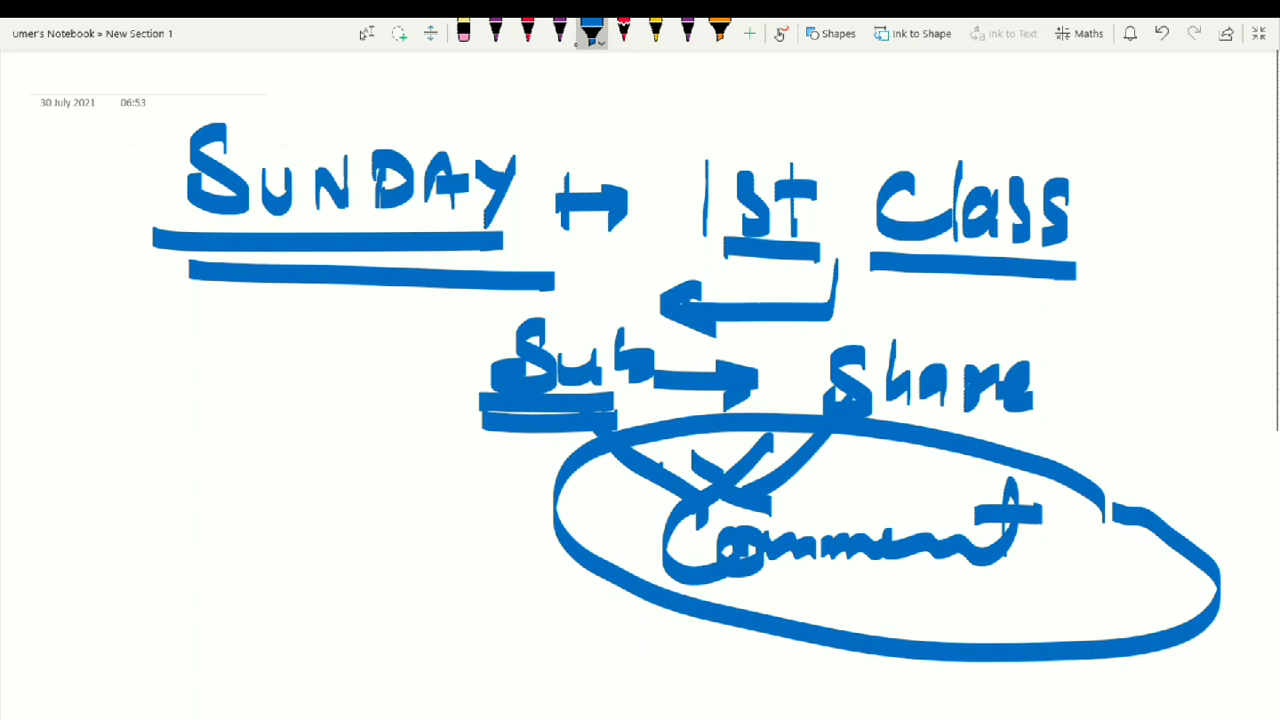 umer's Notebook » New Section 1 Shapes Ink to Shape Ink to Text Maths
30 July 2021 06:53
SUNDAY → 1st Class
Sub → Share
Comment